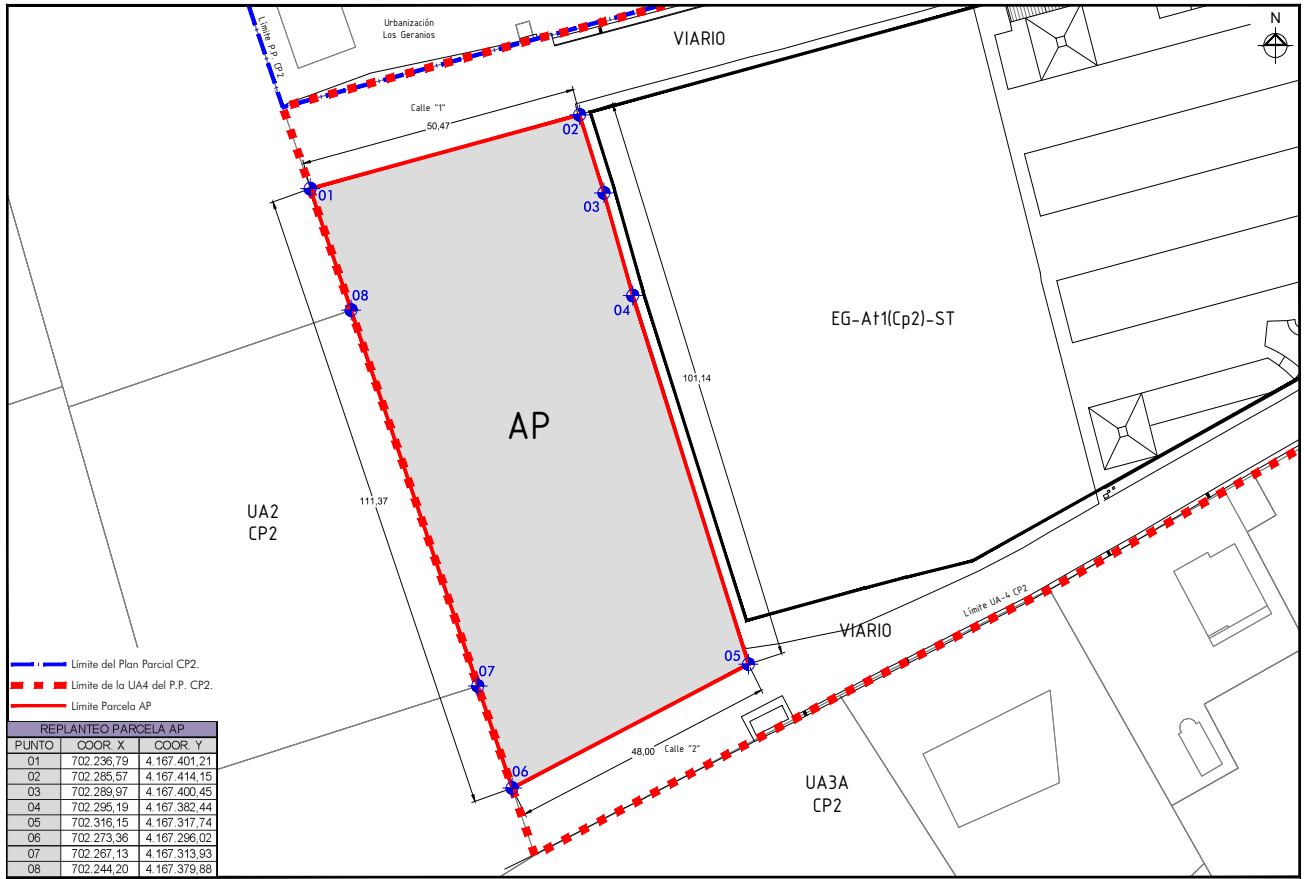 Urbanización
Los Geranios
Límite P.P. CP2
VIARIO
N
Calle "1"
50,47
02
01
03
08
04
EG-At1(Cp2)-ST
101,14
AP
111,37
UA2
CP2
Límite UA-4 CP2
VIARIO
05
07
48,00
Calle "2"
06
UA3A
CP2
Límite del Plan Parcial CP2.
Límite de la UA4 del P.P. CP2.
Límite Parcela AP
REPLANTEO PARCELA AP
PUNTO COOR. X COOR. Y
01 702.236,79 4.167.401,21
02 702.285,57 4.167.414,15
03 702.289,97 4.167.400,45
04 702.295,19 4.167.382,44
05 702.316,15 4.167.317,74
06 702.273,36 4.167.296,02
07 702.267,13 4.167.313,93
08 702.244,20 4.167.379,88